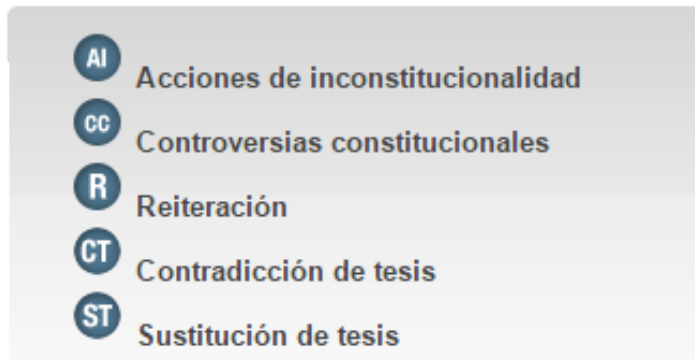 AI Acciones de inconstitucionalidad
CC Controversias constitucionales
R Reiteración
CT Contradicción de tesis
ST Sustitución de tesis